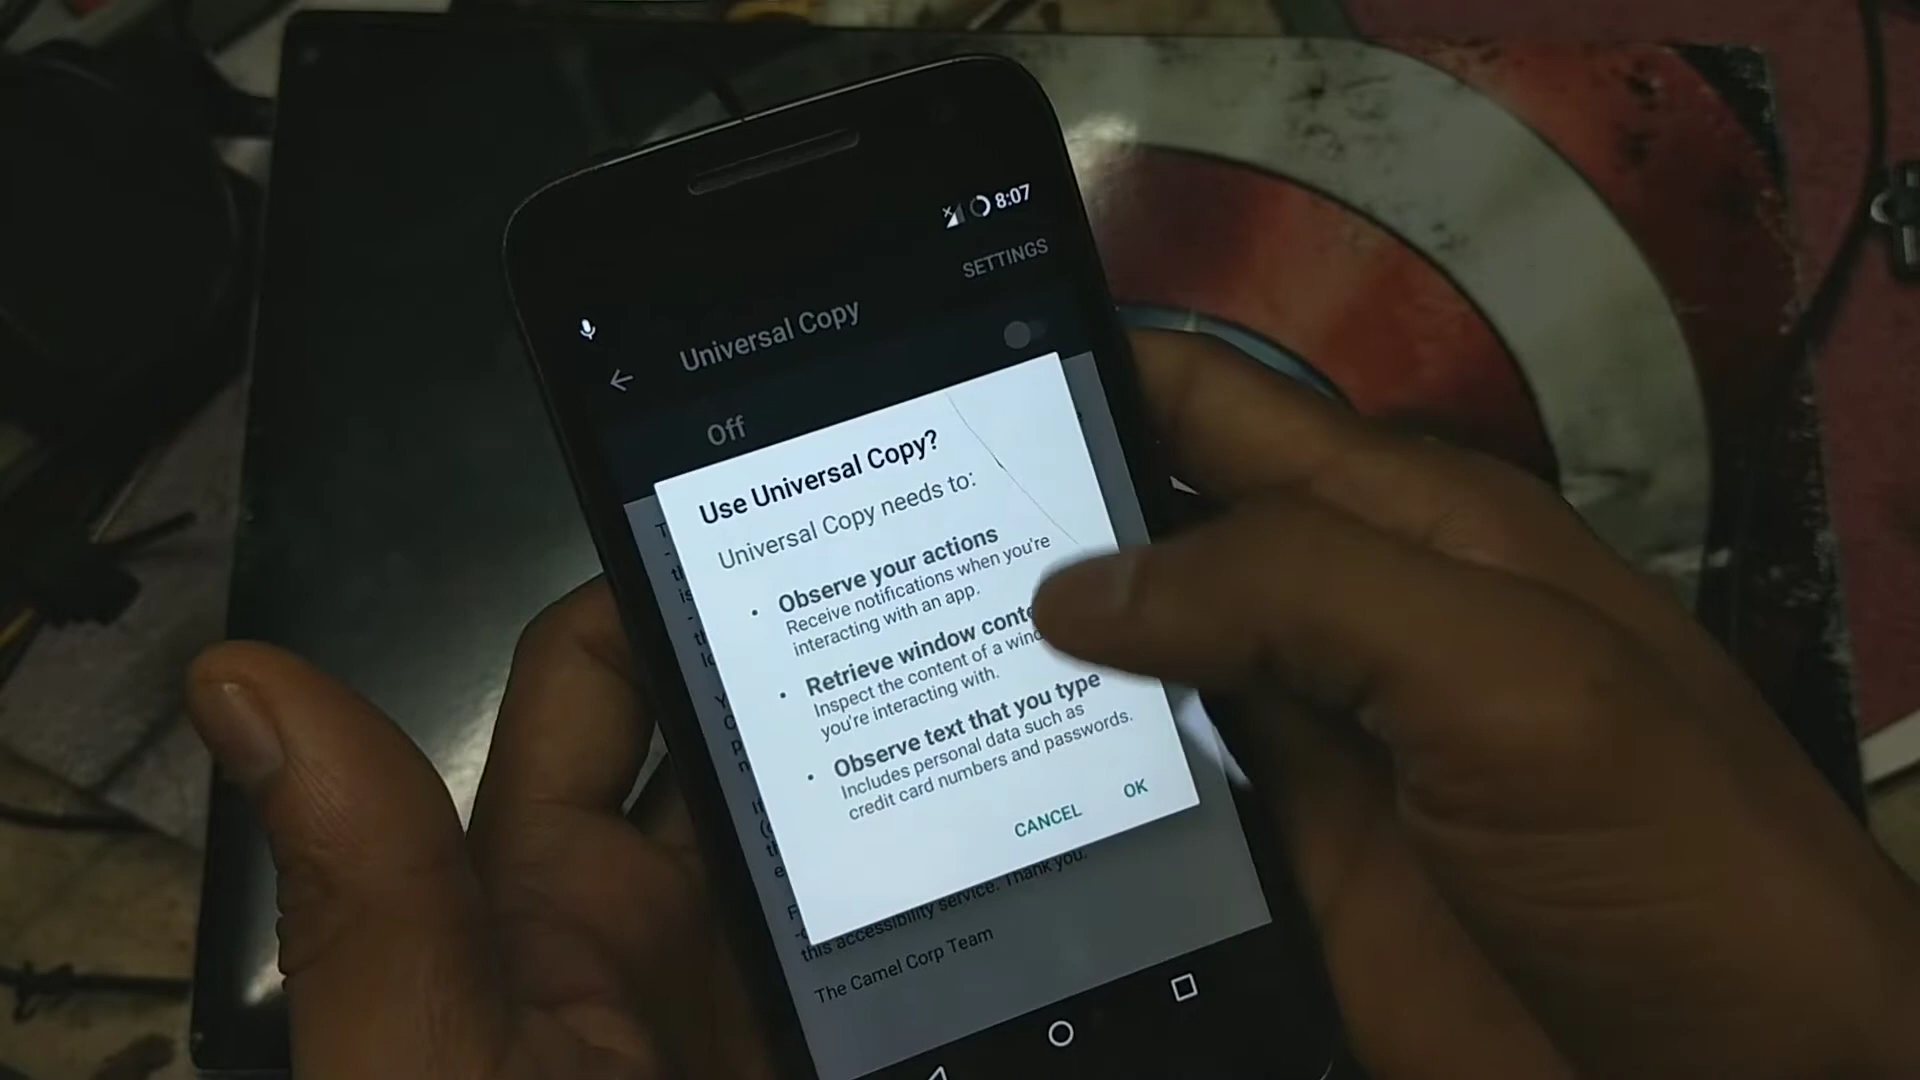 8:07
SETTINGS
Universal Copy
Off
Use Universal Copy?
Universal Copy needs to:
• Observe your actions
Receive notifications when you're
interacting with an app.
• Retrieve window
Inspect the content of a
you're interacting with.
• Observe text that you type
Includes personal data such as
credit card numbers and passwords.
CANCEL OK
this accessibility service. Thank you.
The Camel Corp Team